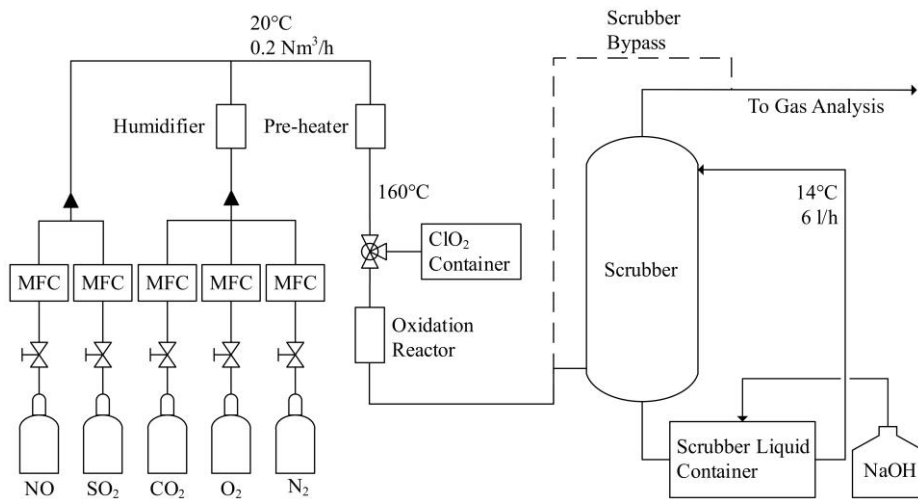 20°C
0.2 Nm³/h
Scrubber
Bypass
To Gas Analysis
Humidifier
Pre-heater
160°C
14°C
6 l/h
ClO₂
Container
Scrubber
MFC
MFC
MFC
MFC
MFC
Oxidation
Reactor
Scrubber Liquid
Container
NaOH
NO
SO₂
CO₂
O₂
N₂